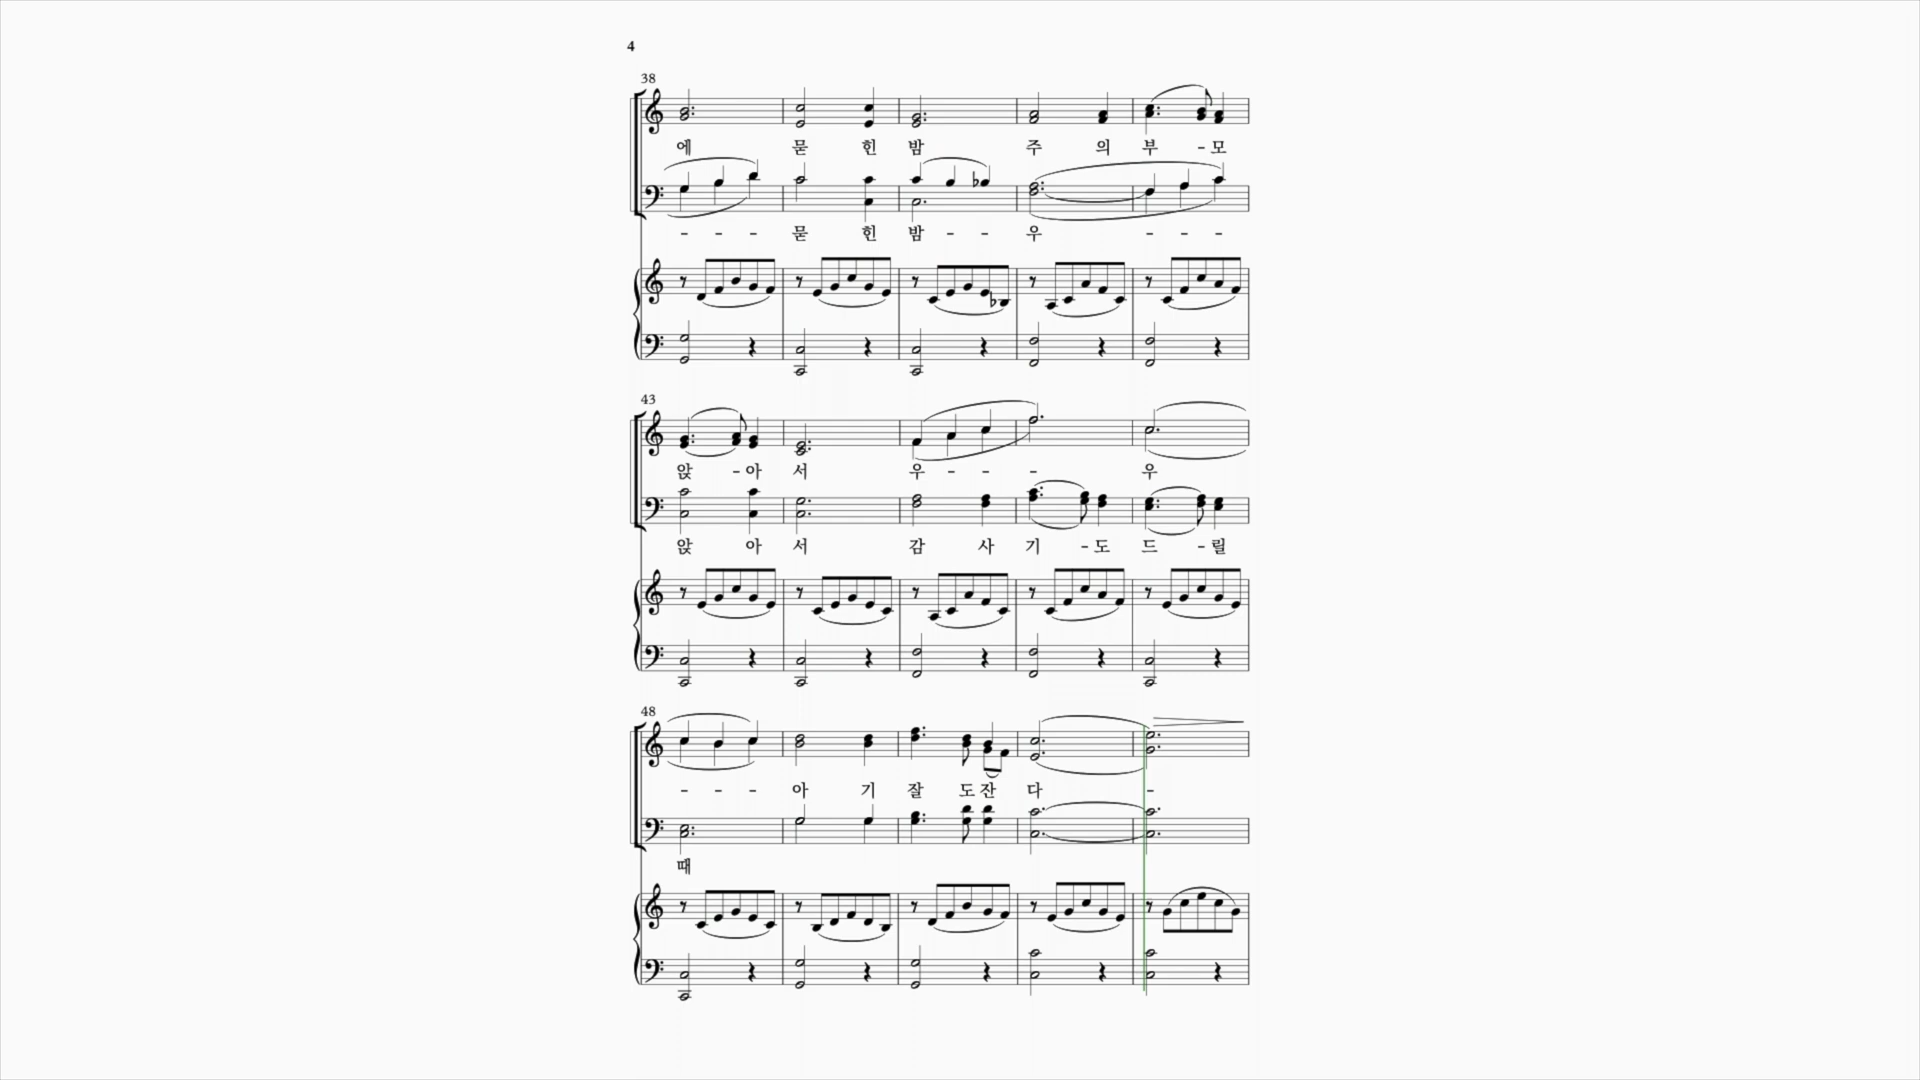 4
38
에 묻 힌 밤 주 의 부 - 모
- - - 묻 힌 밤 - - 우 - - -
43
앉 - 아 서 우 - - - 우
앉 아 서 감 사 기 - 도 드 - 릴
48
- - - 아 기 잘 도 잔 다 -
때